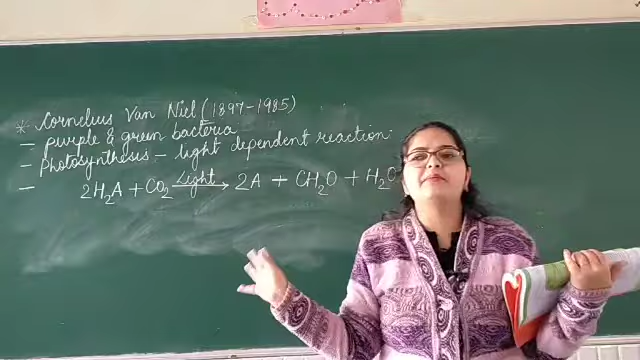 * Cornelius Van Niel (1897-1985)
- purple & green bacteria
- Photosynthesis - light dependent reaction.
- 2H₂A + CO₂ —Light→ 2A + CH₂O + H₂O